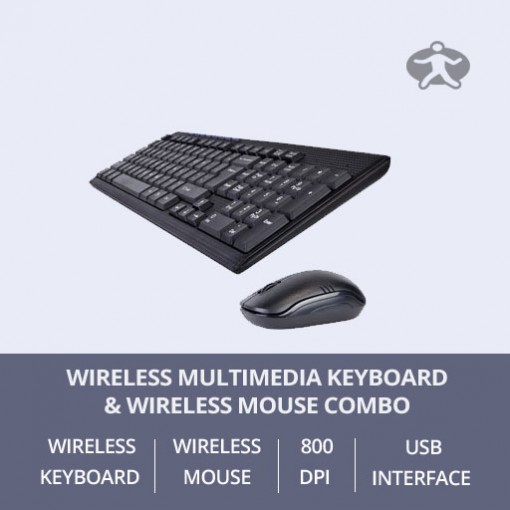 WIRELESS MULTIMEDIA KEYBOARD
& WIRELESS MOUSE COMBO
WIRELESS
KEYBOARD
WIRELESS
MOUSE
800
DPI
USB
INTERFACE